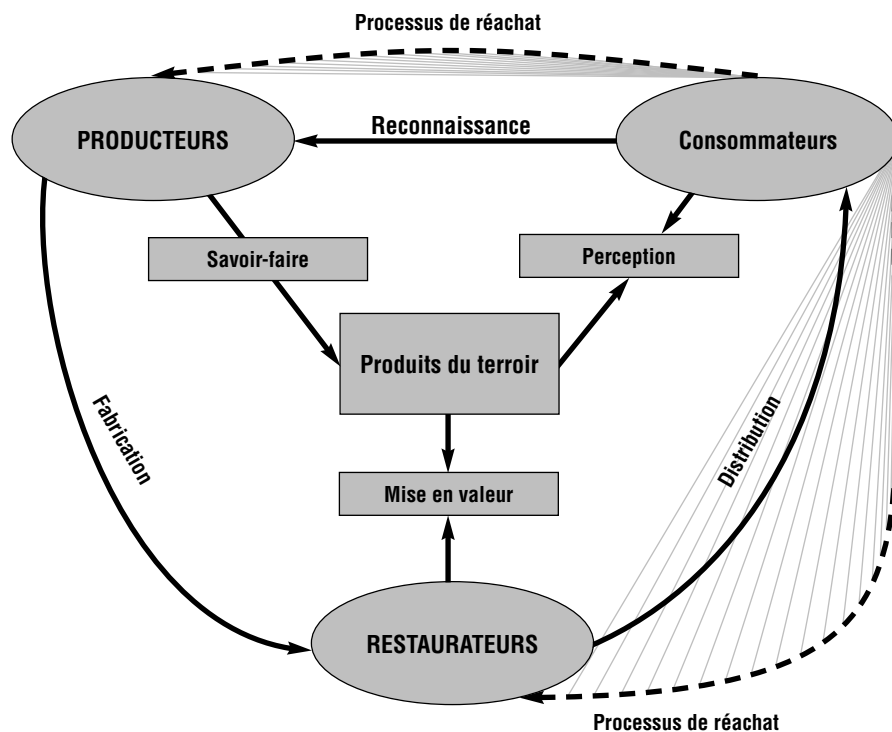 Processus de réachat
PRODUCTEURS
Reconnaissance
Consommateurs
Savoir-faire
Perception
Produits du terroir
Fabrication
Distribution
Mise en valeur
RESTAURATEURS
Processus de réachat